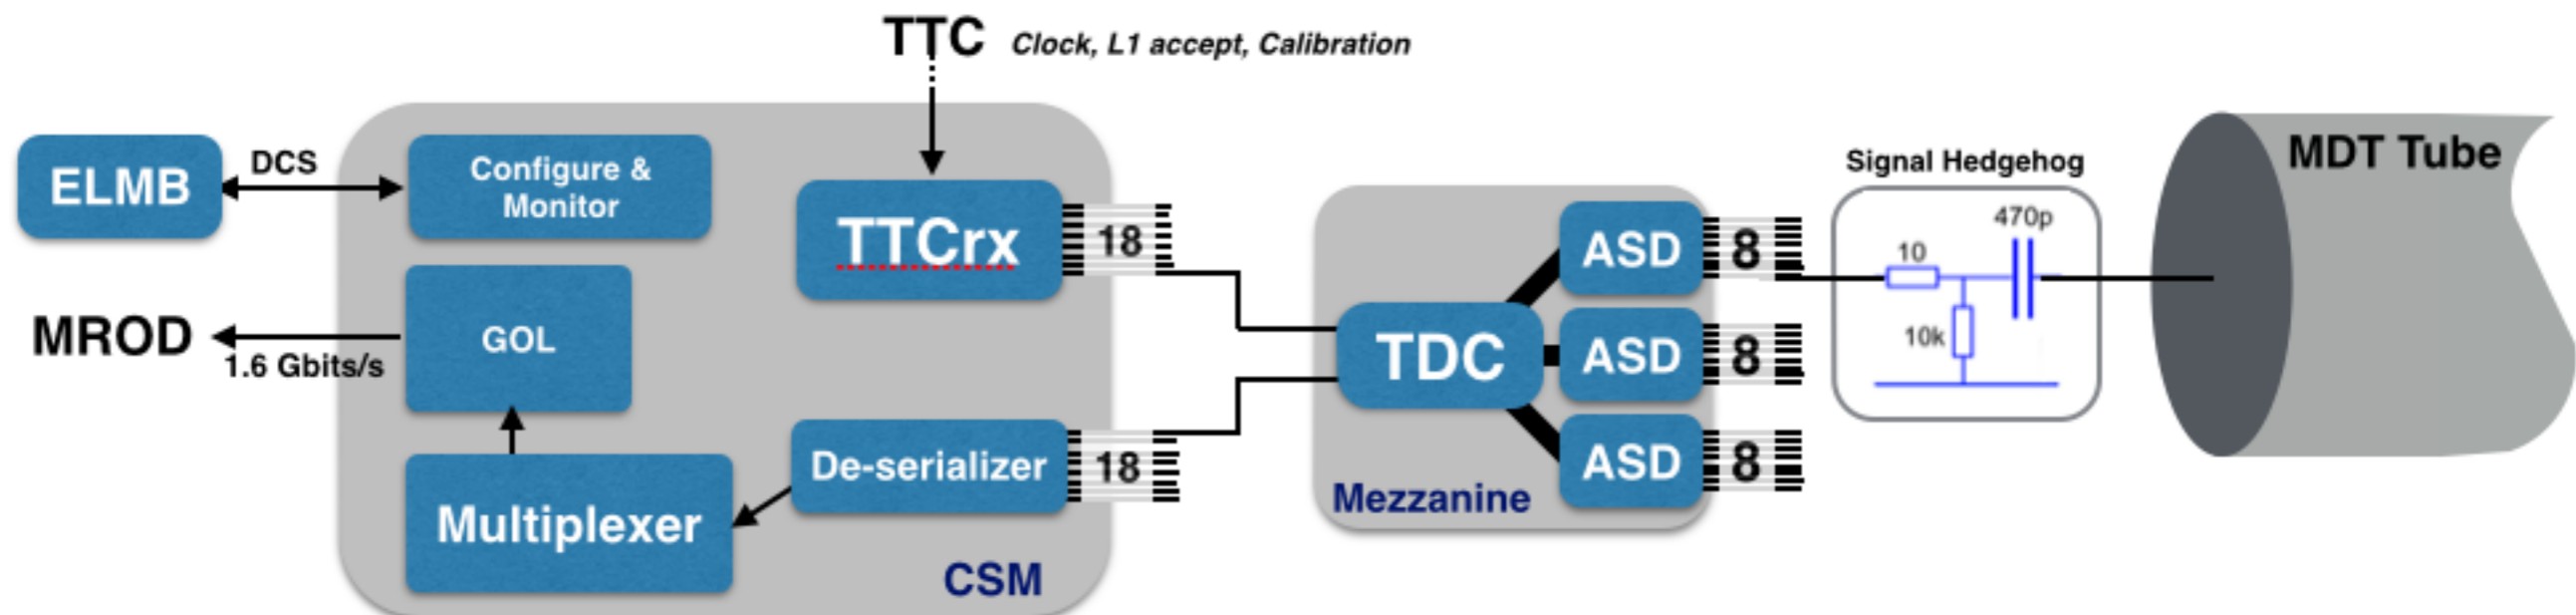 TTC Clock, L1 accept, Calibration
ELMB
DCS
Configure &
Monitor
TTCrx
18
MROD
1.6 Gbits/s
GOL
Multiplexer
De-serializer
18
CSM
TDC
ASD
8
ASD
8
ASD
8
Mezzanine
Signal Hedgehog
470p
10
10k
MDT Tube